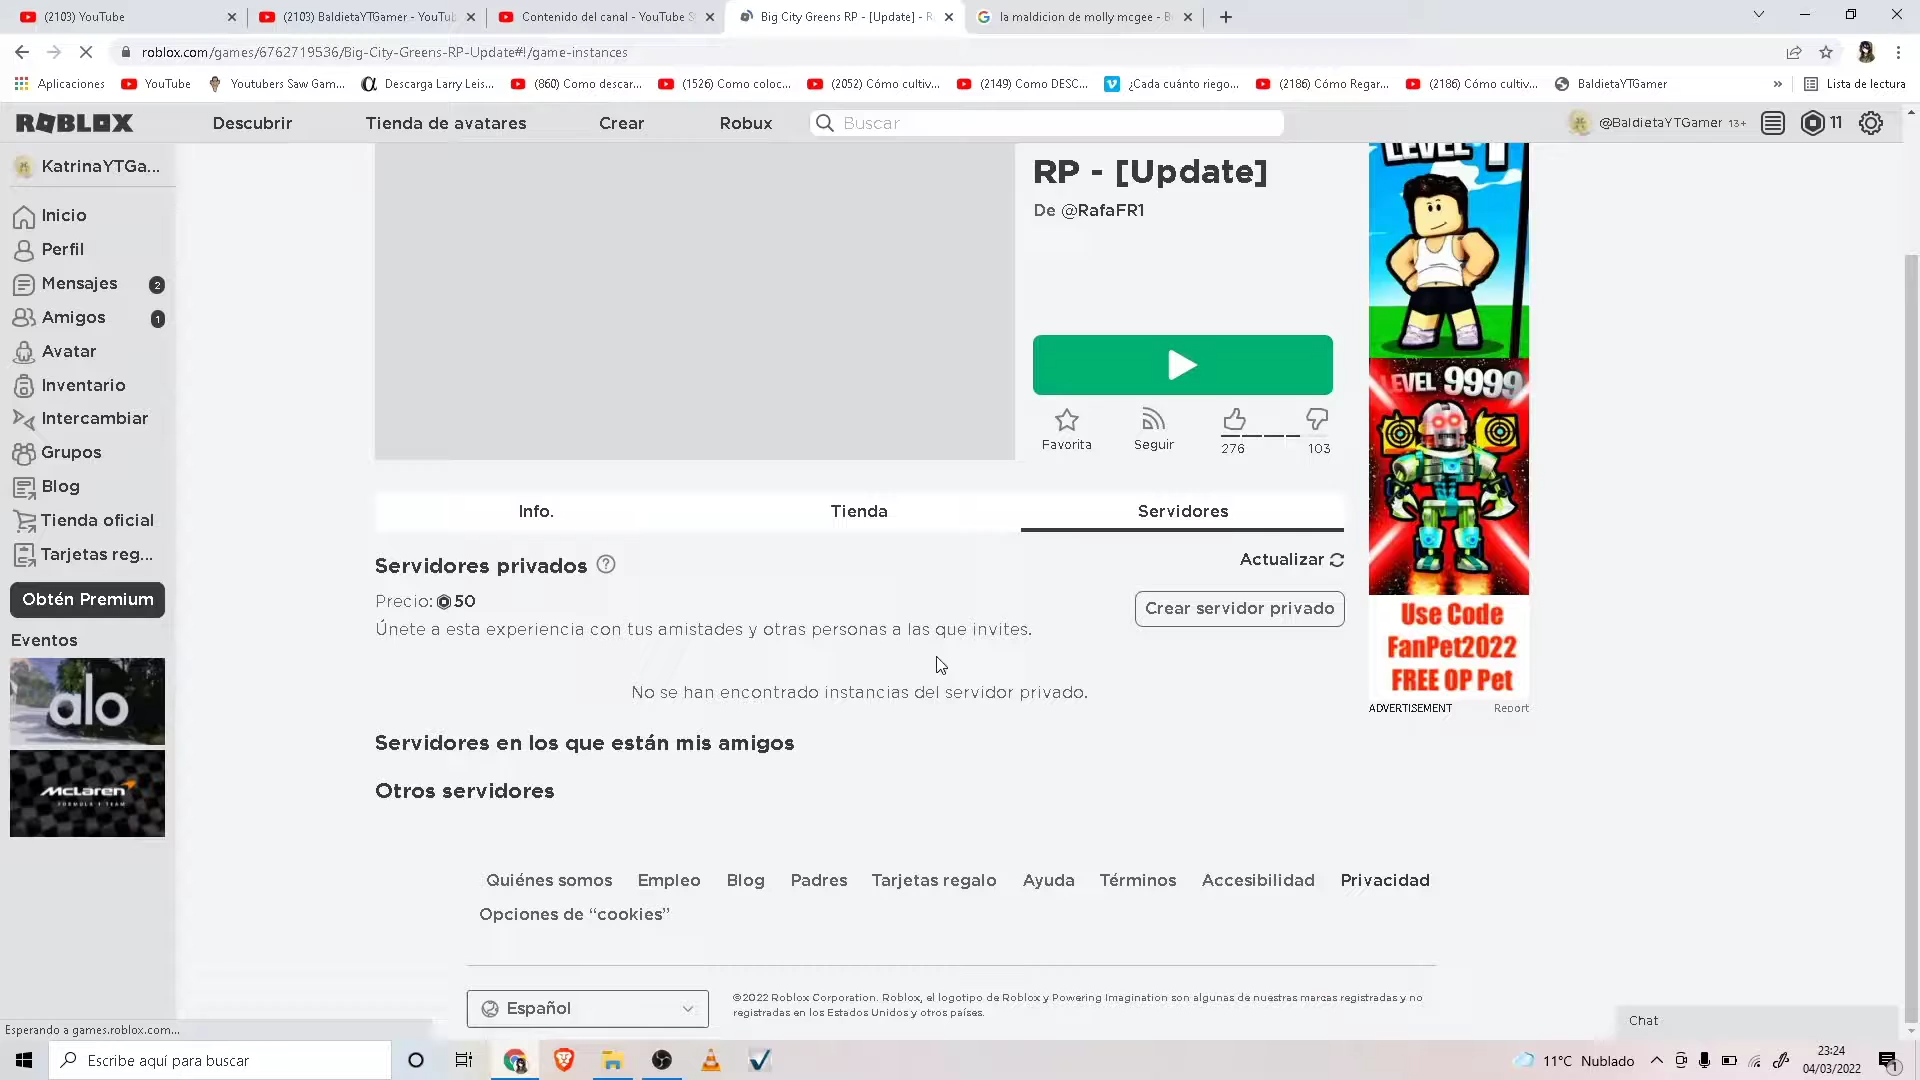 (2103) YouTube
(2103) BaldietaYTGamer - YouTu
Contenido del canal - YouTube S
Big City Greens RP - [Update] - R
la maldicion de molly mcgee - B
roblox.com/games/6762719536/Big-City-Greens-RP-Update#!/game-instances
Aplicaciones
YouTube
Youtubers Saw Gam...
Descarga Larry Leis...
(860) Como descar...
(1526) Como coloc...
(2052) Cómo cultiv...
(2149) Como DESC...
¿Cada cuánto riego...
(2186) Cómo Regar...
(2186) Cómo cultiv...
BaldietaYTGamer
»
Lista de lectura
ROBLOX
Descubrir
Tienda de avatares
Crear
Robux
Buscar
@BaldietaYTGamer 13+
11
KatrinaYTGa...
Inicio
Perfil
Mensajes 2
Amigos 1
Avatar
Inventario
Intercambiar
Grupos
Blog
Tienda oficial
Tarjetas reg...
Obtén Premium
Eventos
alo
McLaren
FORMULA 1 TEAM
RP - [Update]
De @RafaFR1
Favorita
Seguir
276
103
LEVEL 1
LEVEL 9999
Use Code
FanPet2022
FREE OP Pet
ADVERTISEMENT
Report
Info.
Tienda
Servidores
Servidores privados
Actualizar
Precio: 50
Crear servidor privado
Únete a esta experiencia con tus amistades y otras personas a las que invites.
No se han encontrado instancias del servidor privado.
Servidores en los que están mis amigos
Otros servidores
Quiénes somos
Empleo
Blog
Padres
Tarjetas regalo
Ayuda
Términos
Accesibilidad
Privacidad
Opciones de “cookies”
Español
©2022 Roblox Corporation. Roblox, el logotipo de Roblox y Powering Imagination son algunas de nuestras marcas registradas y no
registradas en los Estados Unidos y otros países.
Chat
Esperando a games.roblox.com...
Escribe aquí para buscar
11°C Nublado
23:24
04/03/2022
1